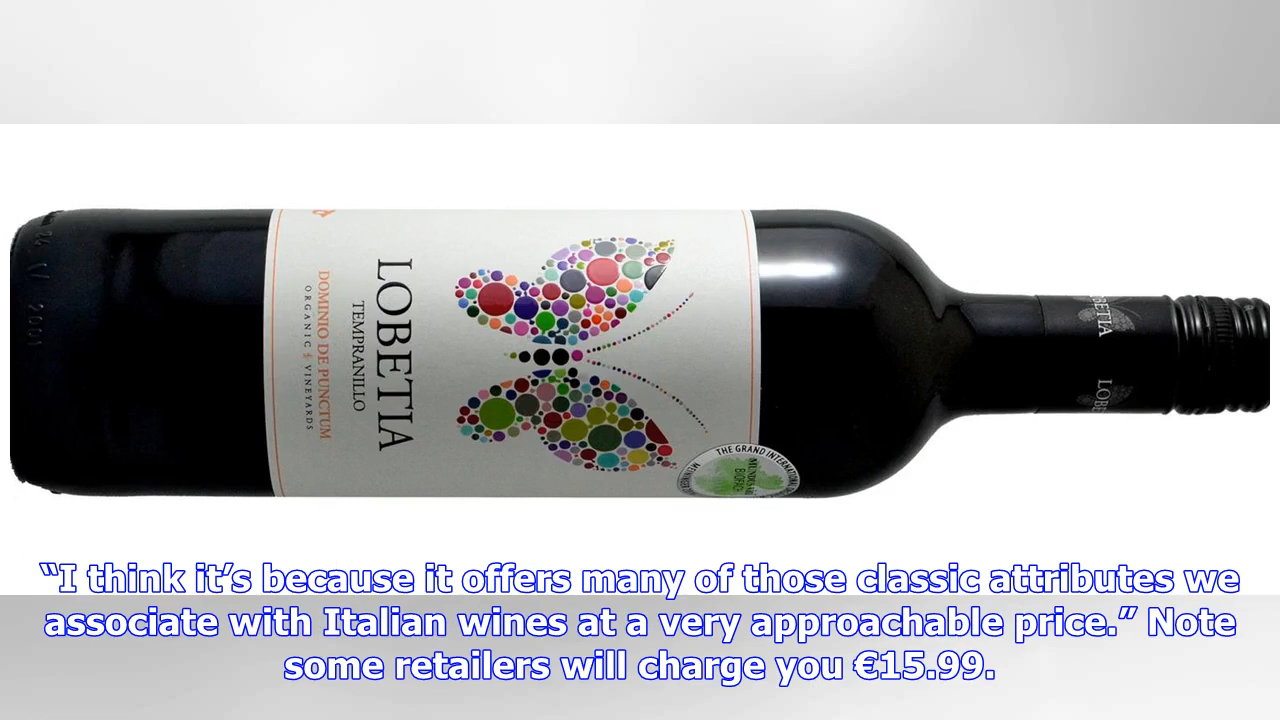 LOBETIA
TEMPRANILLO
DOMINIO DE PUNCTUM
ORGANIC VINEYARDS
THE GRAND INTERNATIONAL
“I think it’s because it offers many of those classic attributes we
associate with Italian wines at a very approachable price.” Note
some retailers will charge you €15.99.